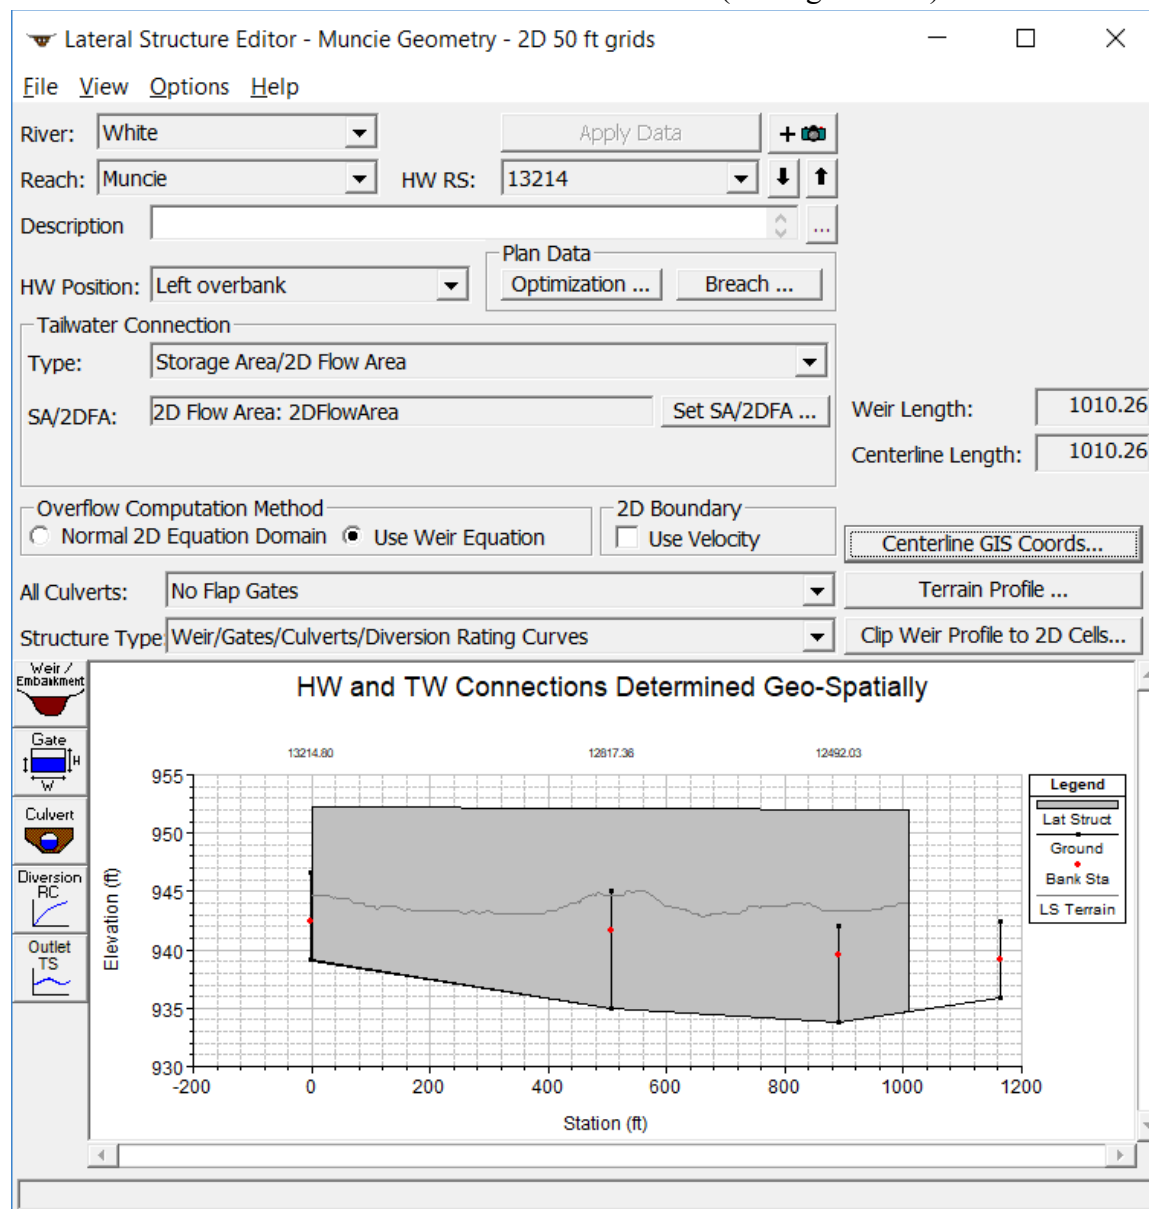 Lateral Structure Editor - Muncie Geometry - 2D 50 ft grids
File View Options Help
River: White Apply Data +
Reach: Muncie HW RS: 13214
Description ...
Plan Data
HW Position: Left overbank Optimization ... Breach ...
Tailwater Connection
Type: Storage Area/2D Flow Area
SA/2DFA: 2D Flow Area: 2DFlowArea Set SA/2DFA ... Weir Length: 1010.26
Centerline Length: 1010.26
Overflow Computation Method 2D Boundary
Normal 2D Equation Domain Use Weir Equation Use Velocity Centerline GIS Coords...
All Culverts: No Flap Gates Terrain Profile ...
Structure Type Weir/Gates/Culverts/Diversion Rating Curves Clip Weir Profile to 2D Cells...
Weir /
Embankment
Gate
H
W
Culvert
Diversion
RC
Outlet
TS
HW and TW Connections Determined Geo-Spatially
13214.80 12817.36 12492.03
955
950
945
940
935
930
Elevation (ft)
-200 0 200 400 600 800 1000 1200
Station (ft)
Legend
Lat Struct
Ground
Bank Sta
LS Terrain